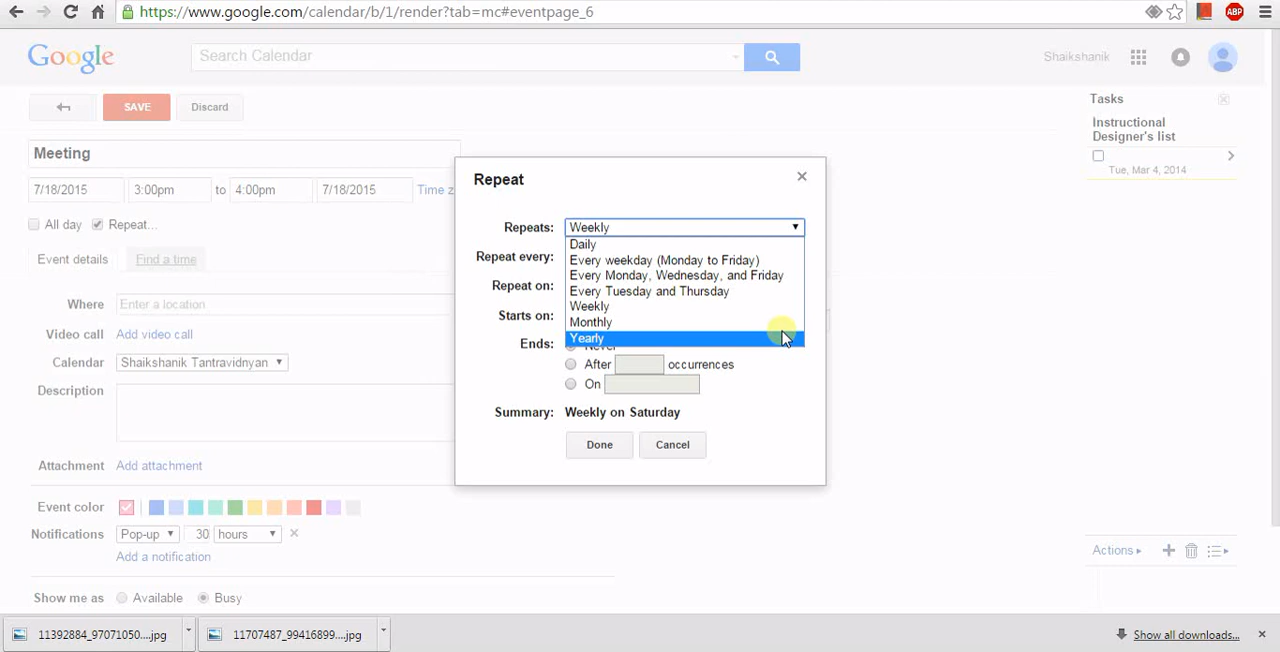 https://www.google.com/calendar/b/1/render?tab=mc#eventpage_6
ABP
Google
Search Calendar
Shaikshanik
SAVE
Discard
Tasks
Instructional
Designer's list
Tue, Mar 4, 2014
Meeting
7/18/2015 3:00pm to 4:00pm 7/18/2015 Time z
All day Repeat...
Event details Find a time
Where Enter a location
Video call Add video call
Calendar Shaikshanik Tantravidnyan
Description
Attachment Add attachment
Event color
Notifications Pop-up 30 hours
Add a notification
Show me as Available Busy
Repeat
Repeats: Weekly
Daily
Repeat every: Every weekday (Monday to Friday)
Every Monday, Wednesday, and Friday
Repeat on: Every Tuesday and Thursday
Weekly
Starts on: Monthly
Yearly
Ends: Never
After occurrences
On
Summary: Weekly on Saturday
Done Cancel
Actions
11392884_97071050....jpg
11707487_99416899....jpg
Show all downloads...